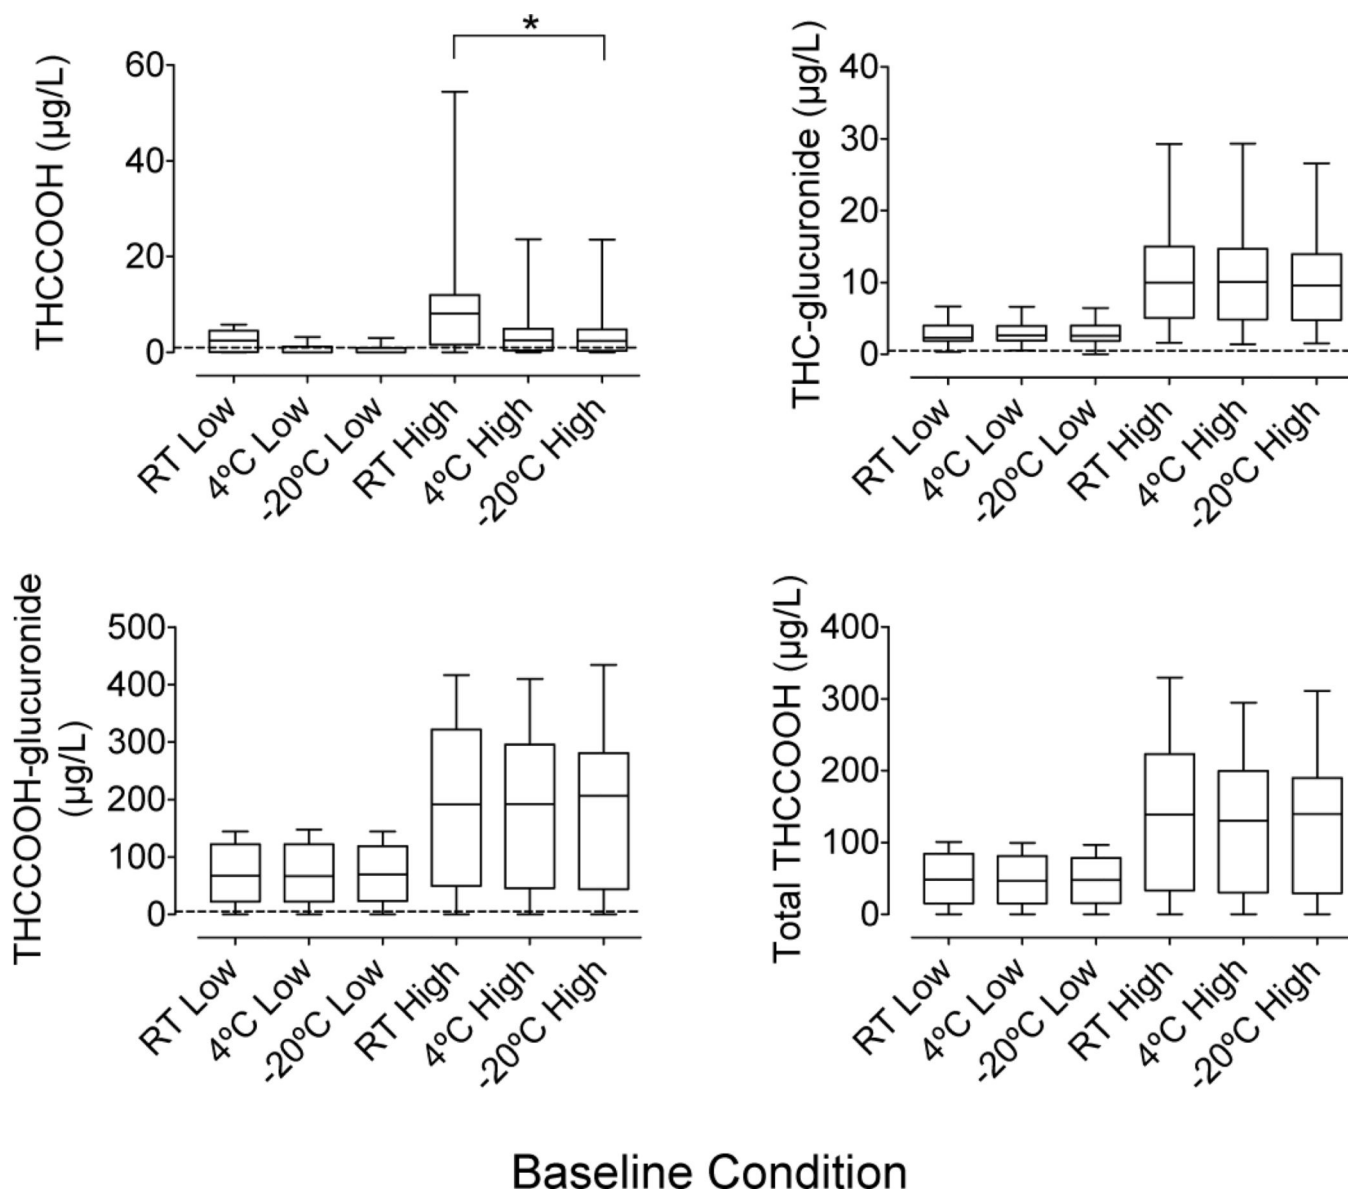 *
THCCOOH (µg/L)
60
40
20
0
RT Low
4ºC Low
-20ºC Low
RT High
4ºC High
-20ºC High
THC-glucuronide (µg/L)
40
30
20
10
0
RT Low
4ºC Low
-20ºC Low
RT High
4ºC High
-20ºC High
THCCOOH-glucuronide
(µg/L)
500
400
300
200
100
0
RT Low
4ºC Low
-20ºC Low
RT High
4ºC High
-20ºC High
Total THCCOOH (µg/L)
400
300
200
100
0
RT Low
4ºC Low
-20ºC Low
RT High
4ºC High
-20ºC High
Baseline Condition